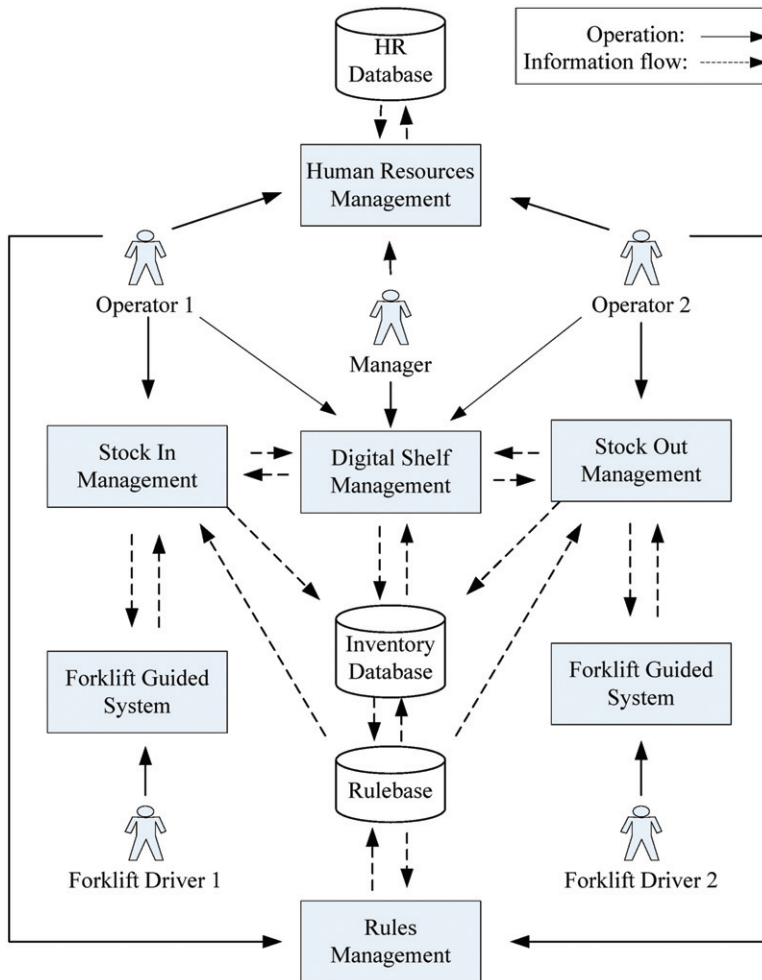 HR
Database
Operation:
Information flow:
Human Resources
Management
Operator 1
Operator 2
Manager
Stock In
Management
Digital Shelf
Management
Stock Out
Management
Inventory
Database
Forklift Guided
System
Forklift Guided
System
Rulebase
Forklift Driver 1
Forklift Driver 2
Rules
Management